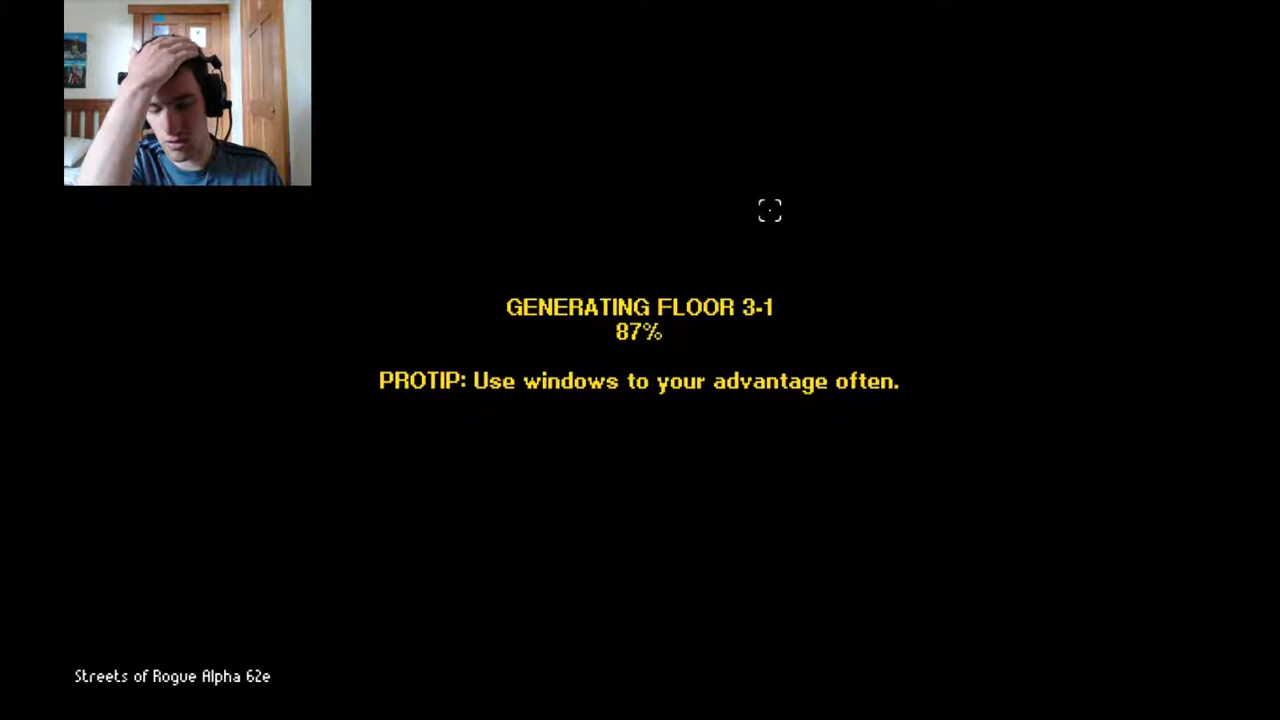 GENERATING FLOOR 3-1
87%
PROTIP: Use windows to your advantage often.
Streets of Rogue Alpha 62e